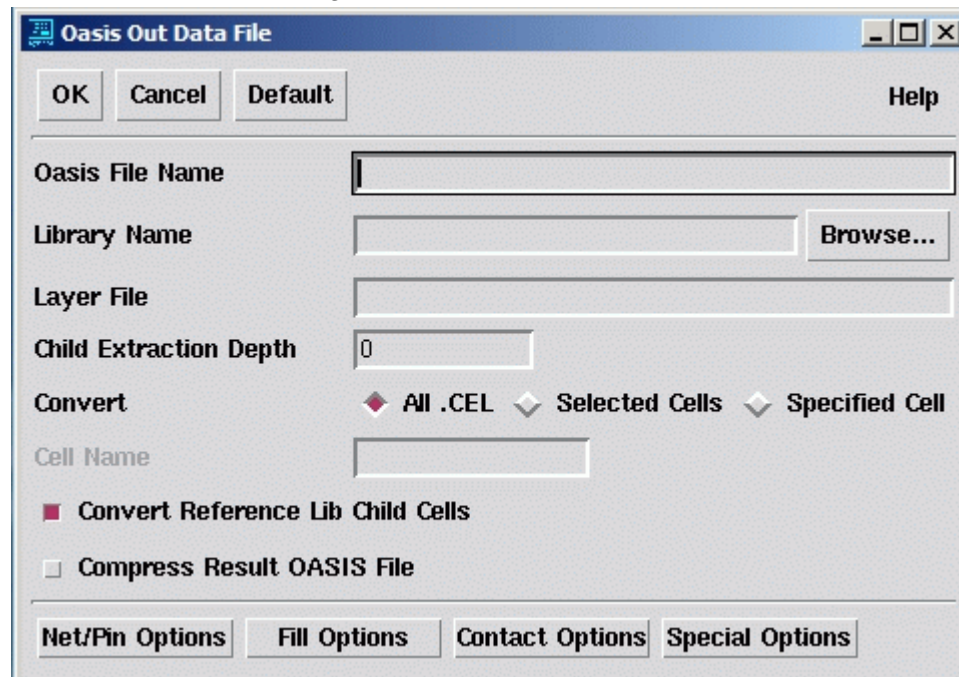 Oasis Out Data File
OK Cancel Default Help
Oasis File Name
Library Name Browse...
Layer File
Child Extraction Depth 0
Convert All .CEL Selected Cells Specified Cell
Cell Name
Convert Reference Lib Child Cells
Compress Result OASIS File
Net/Pin Options Fill Options Contact Options Special Options